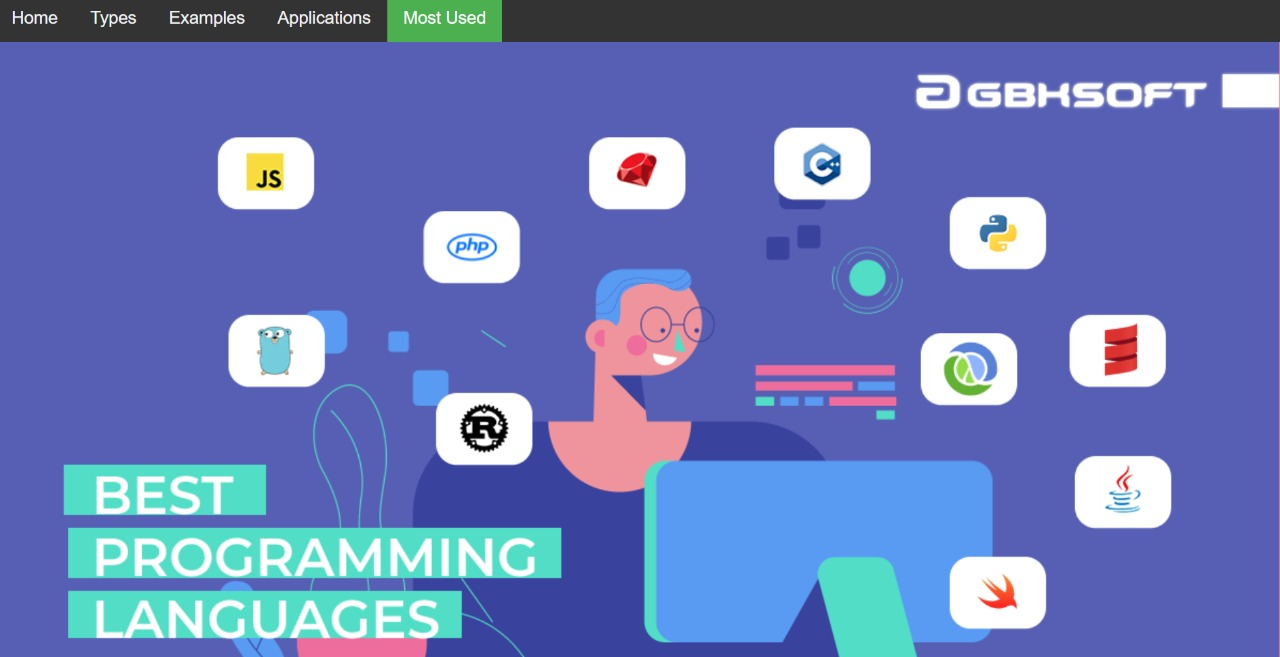 Home Types Examples Applications Most Used
GBKSOFT
JS
C++
php
R
BEST
PROGRAMMING
LANGUAGES